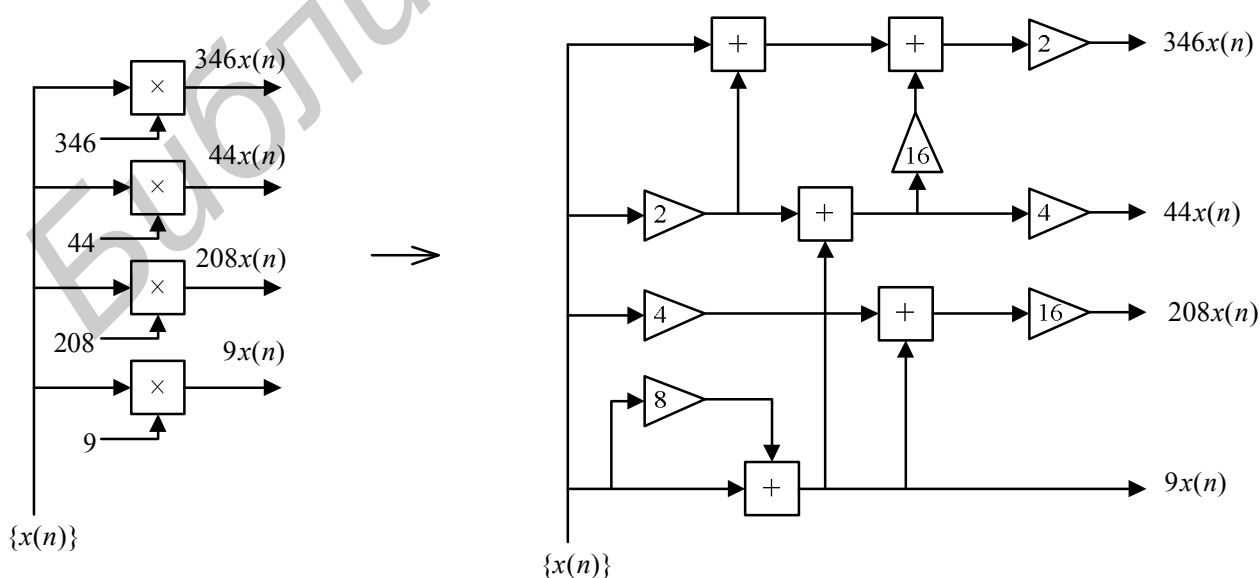 Библи
346x(n)
×
346
44x(n)
×
44
208x(n)
×
208
9x(n)
×
9
{x(n)}
+
+
2
346x(n)
16
2
+
4
44x(n)
4
+
16
208x(n)
8
+
9x(n)
{x(n)}